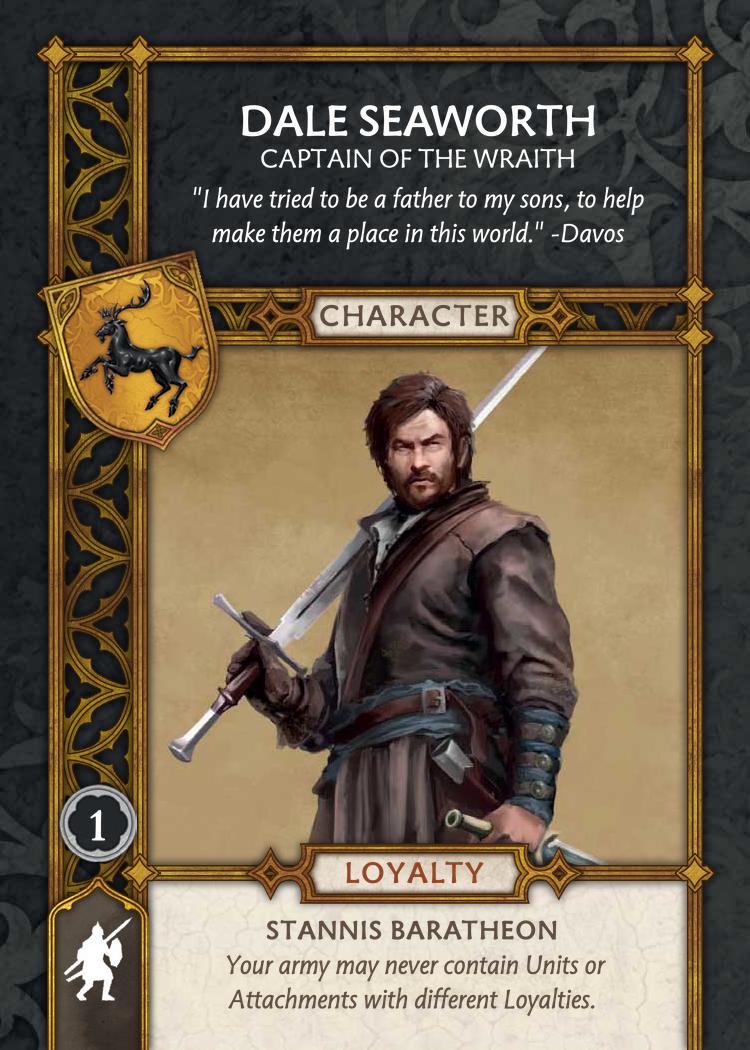 DALE SEAWORTH
CAPTAIN OF THE WRAITH
"I have tried to be a father to my sons, to help
make them a place in this world." -Davos
CHARACTER
1
LOYALTY
STANNIS BARATHEON
Your army may never contain Units or
Attachments with different Loyalties.